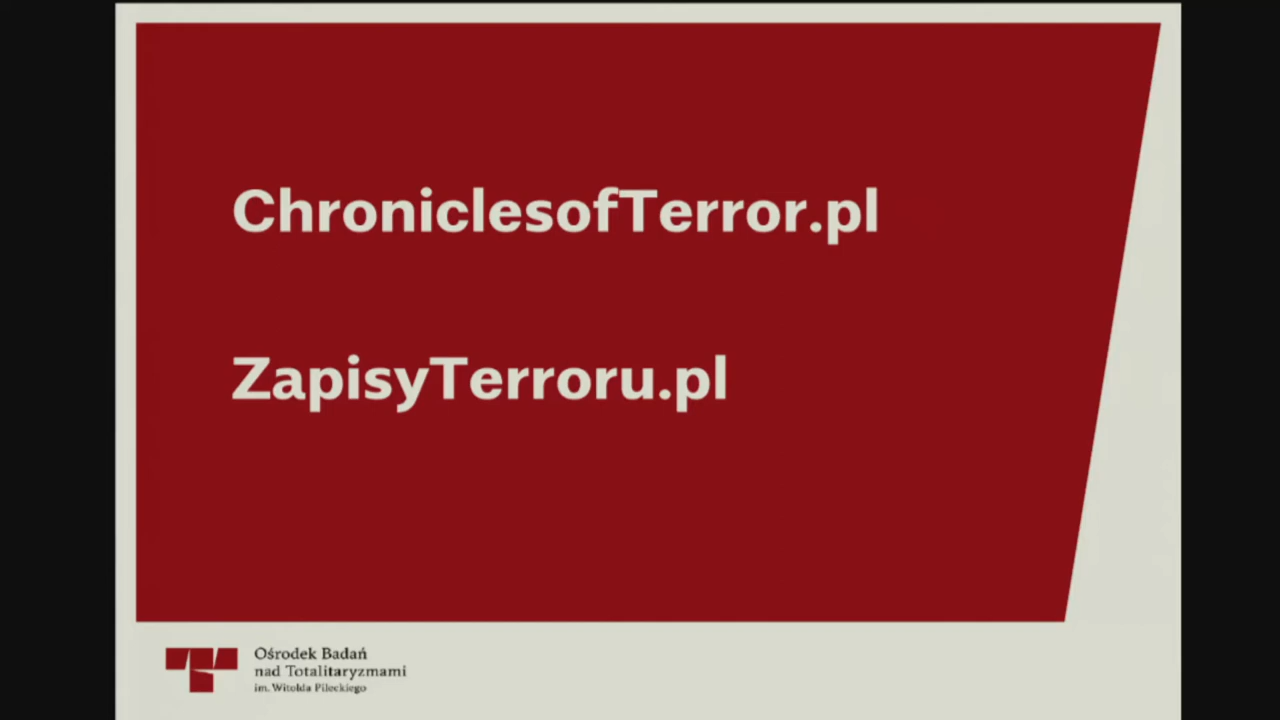 ChroniclesofTerror.pl
ZapisyTerroru.pl
Ośrodek Badań
nad Totalitaryzmami
im. Witolda Pileckiego